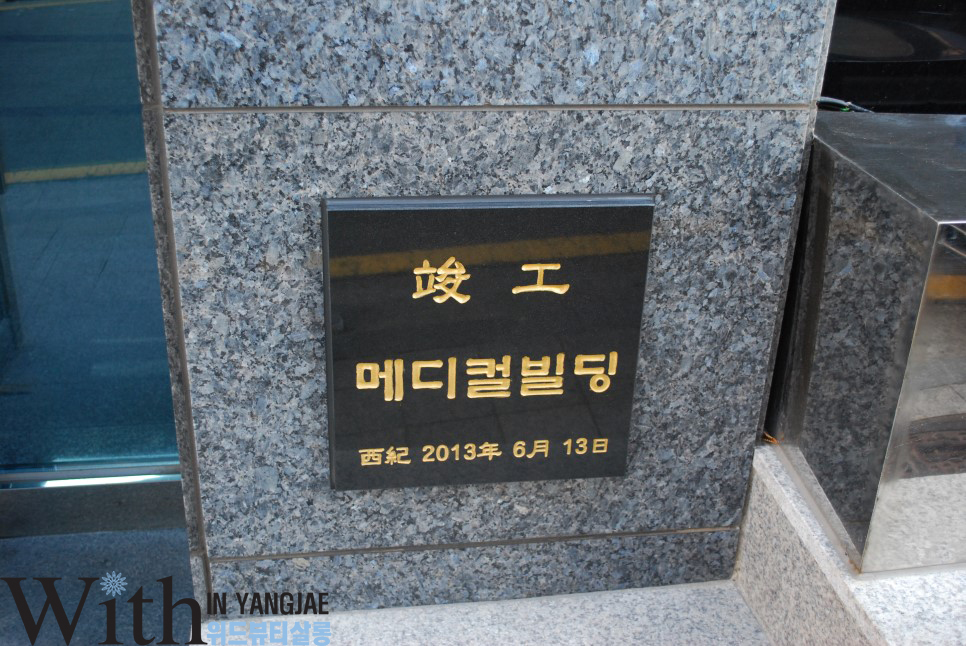 竣 工
메디컬빌딩
西紀 2013年 6月 13日
With IN YANGJAE
위드뷰티살롱